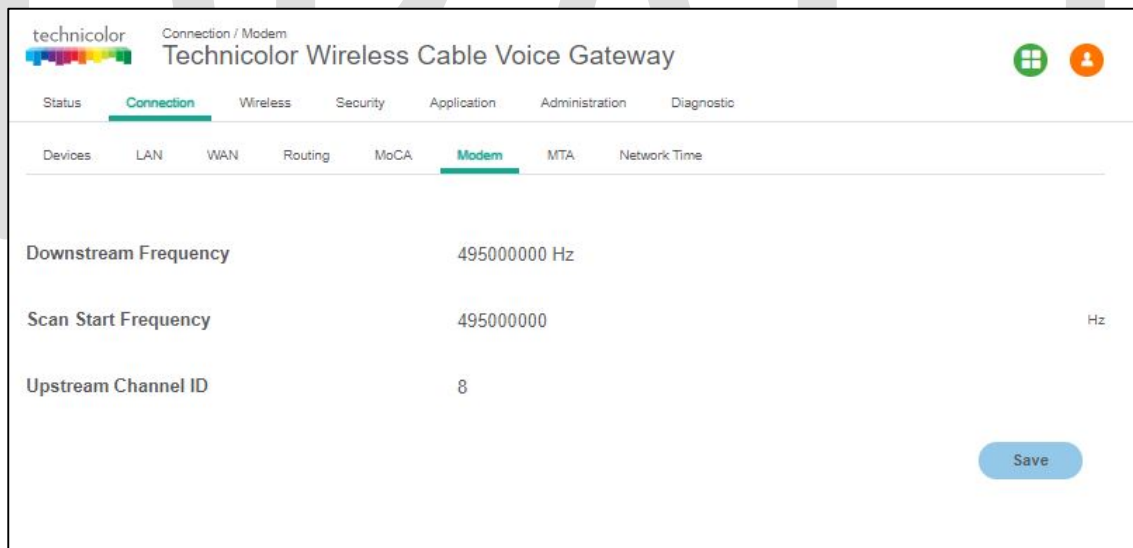 technicolor
Connection / Modem
Technicolor Wireless Cable Voice Gateway
Status Connection Wireless Security Application Administration Diagnostic
Devices LAN WAN Routing MoCA Modem MTA Network Time
Downstream Frequency 495000000 Hz
Scan Start Frequency 495000000 Hz
Upstream Channel ID 8
Save